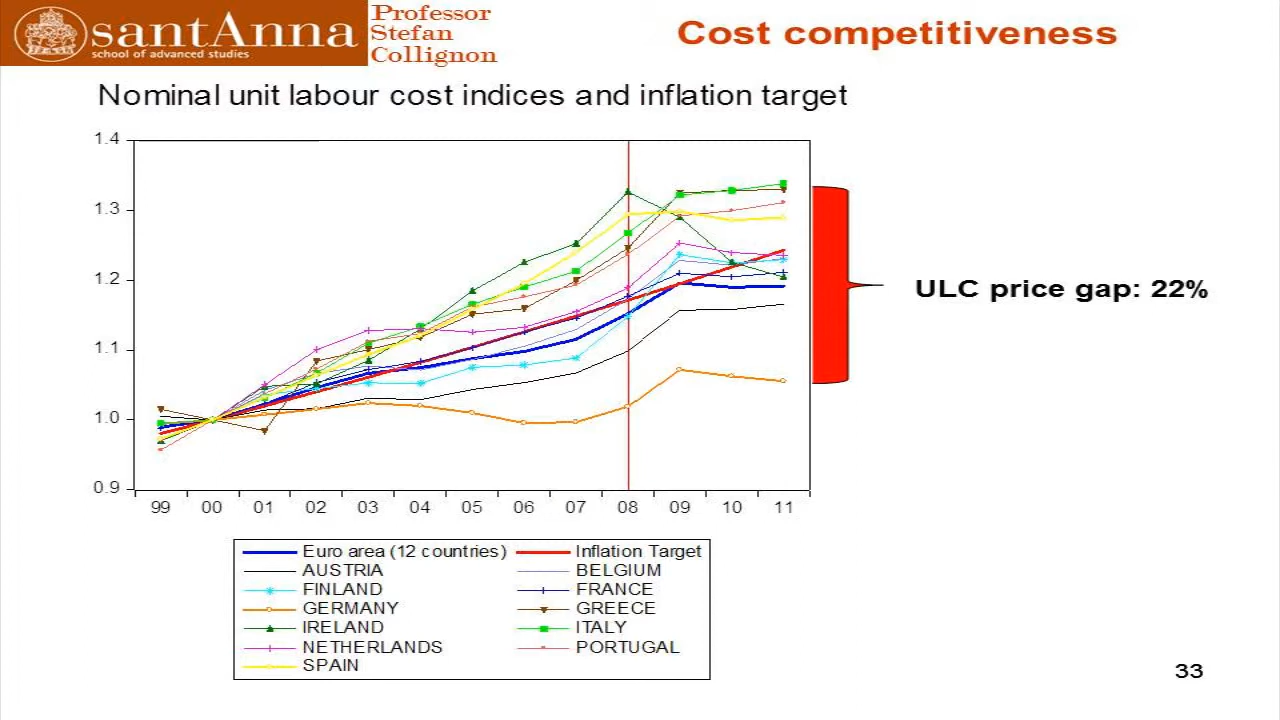 santAnna
school of advanced studies
Professor
Stefan
Collignon
Cost competitiveness
Nominal unit labour cost indices and inflation target
1.4
1.3
1.2
1.1
1.0
0.9
99 00 01 02 03 04 05 06 07 08 09 10 11
ULC price gap: 22%
Euro area (12 countries) Inflation Target
AUSTRIA BELGIUM
FINLAND FRANCE
GERMANY GREECE
IRELAND ITALY
NETHERLANDS PORTUGAL
SPAIN
33